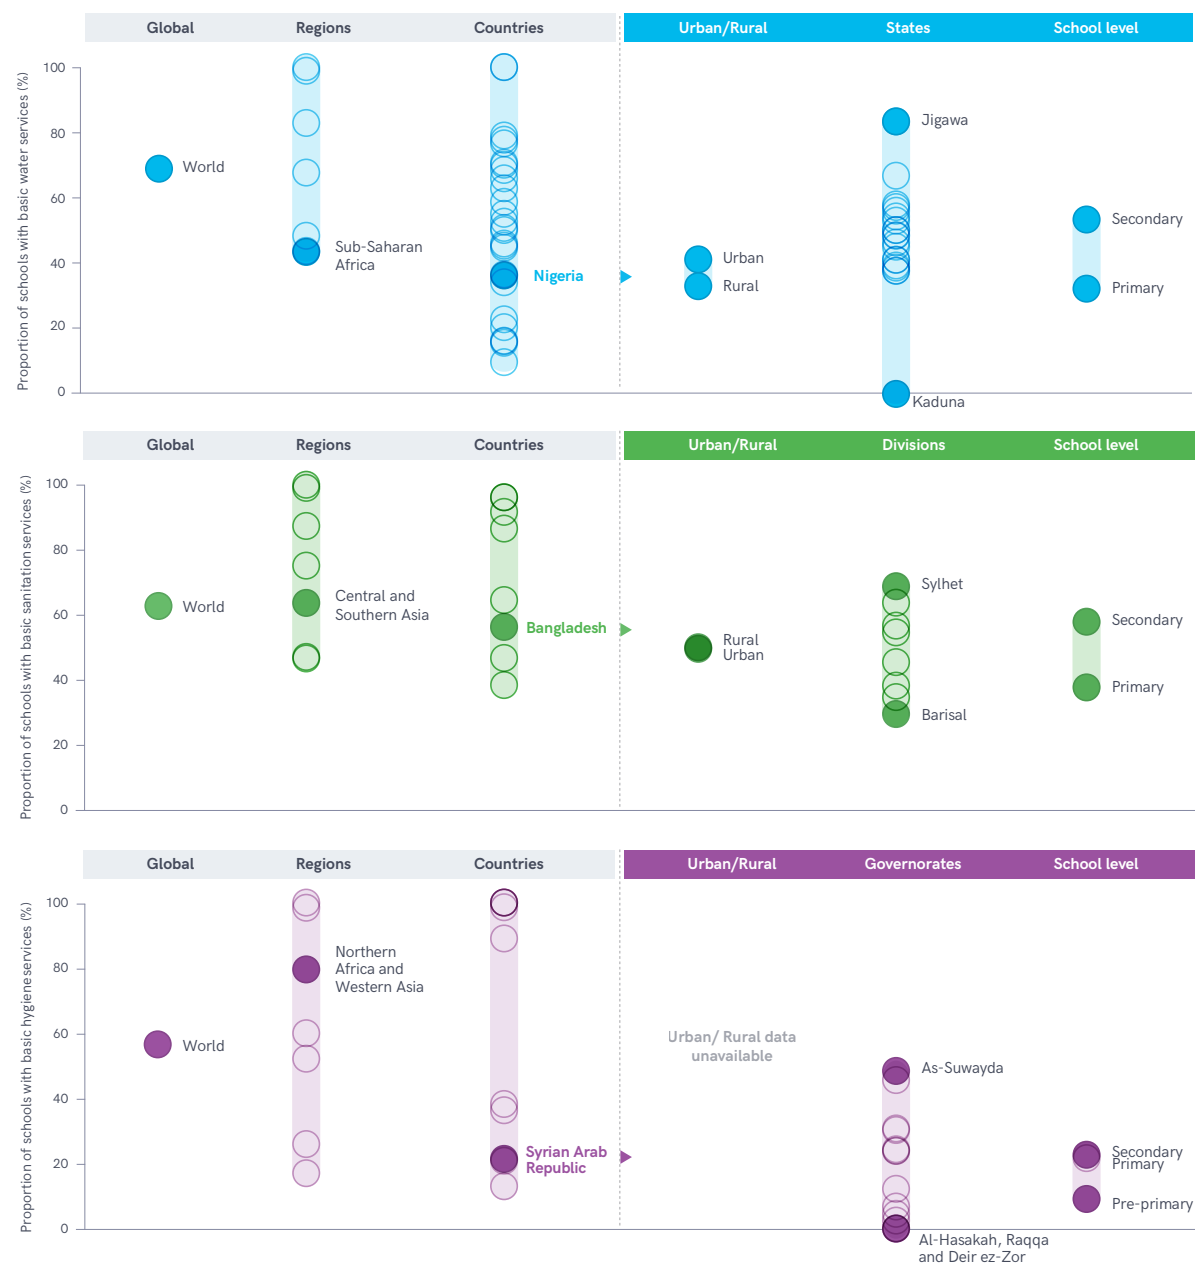 Global Regions Countries Urban/Rural States School level
Proportion of schools with basic water services (%)
100
80
60
40
20
0
World
Sub-Saharan
Africa
Nigeria
Urban
Rural
Jigawa
Kaduna
Secondary
Primary
Global Regions Countries Urban/Rural Divisions School level
Proportion of schools with basic sanitation services (%)
100
80
60
40
20
0
World
Central and
Southern Asia
Bangladesh
Rural
Urban
Sylhet
Barisal
Secondary
Primary
Global Regions Countries Urban/Rural Governorates School level
Proportion of schools with basic hygiene services (%)
100
80
60
40
20
0
World
Northern
Africa and
Western Asia
Syrian Arab
Republic
Urban/ Rural data
unavailable
As-Suwayda
Al-Hasakah, Raqqa
and Deir ez-Zor
Secondary
Primary
Pre-primary